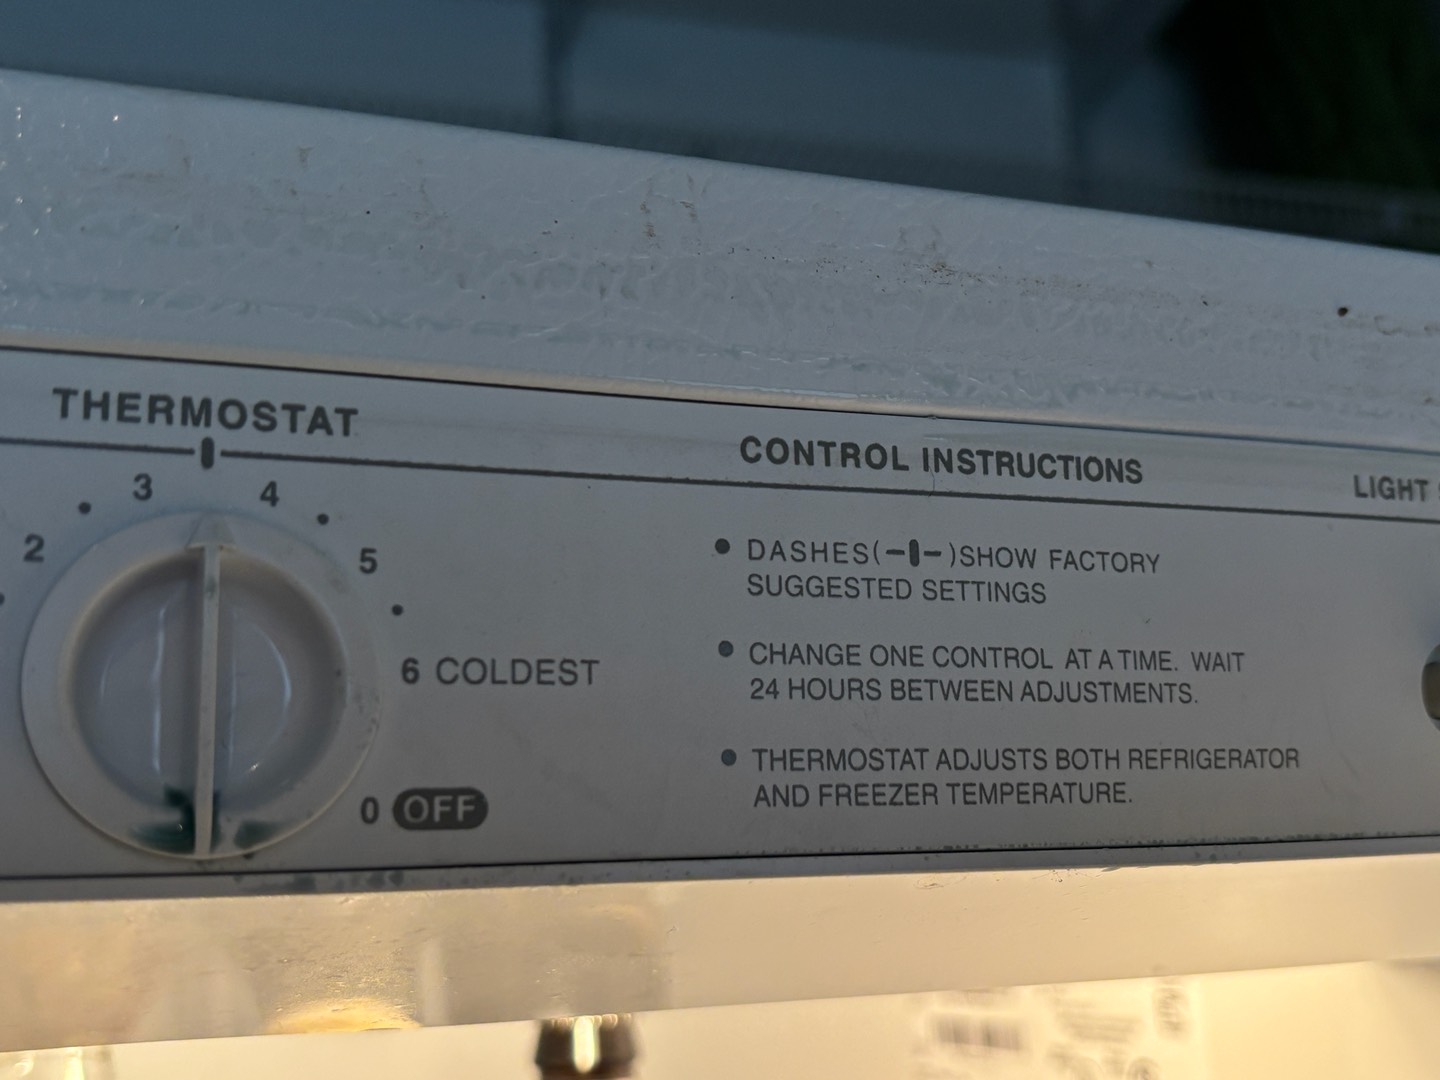 THERMOSTAT
3 4
2
5
6 COLDEST
0 OFF
CONTROL INSTRUCTIONS
• DASHES(-▮-)SHOW FACTORY
SUGGESTED SETTINGS
• CHANGE ONE CONTROL AT A TIME. WAIT
24 HOURS BETWEEN ADJUSTMENTS.
• THERMOSTAT ADJUSTS BOTH REFRIGERATOR
AND FREEZER TEMPERATURE.
LIGHT